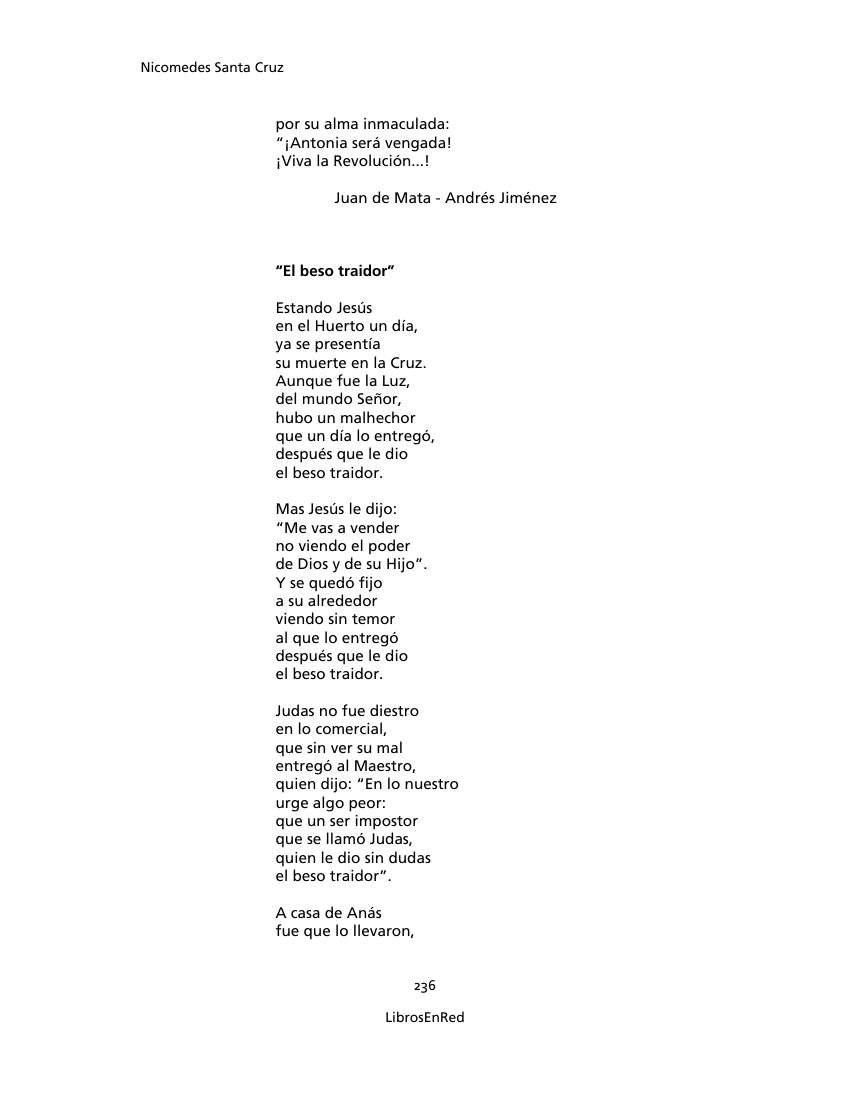 Nicomedes Santa Cruz
por su alma inmaculada:
“¡Antonia será vengada!
¡Viva la Revolución...!
Juan de Mata - Andrés Jiménez
“El beso traidor”
Estando Jesús
en el Huerto un día,
ya se presentía
su muerte en la Cruz.
Aunque fue la Luz,
del mundo Señor,
hubo un malhechor
que un día lo entregó,
después que le dio
el beso traidor.
Mas Jesús le dijo:
“Me vas a vender
no viendo el poder
de Dios y de su Hijo”.
Y se quedó fijo
a su alrededor
viendo sin temor
al que lo entregó
después que le dio
el beso traidor.
Judas no fue diestro
en lo comercial,
que sin ver su mal
entregó al Maestro,
quien dijo: “En lo nuestro
urge algo peor:
que un ser impostor
que se llamó Judas,
quien le dio sin dudas
el beso traidor”.
A casa de Anás
fue que lo llevaron,
236
LibrosEnRed